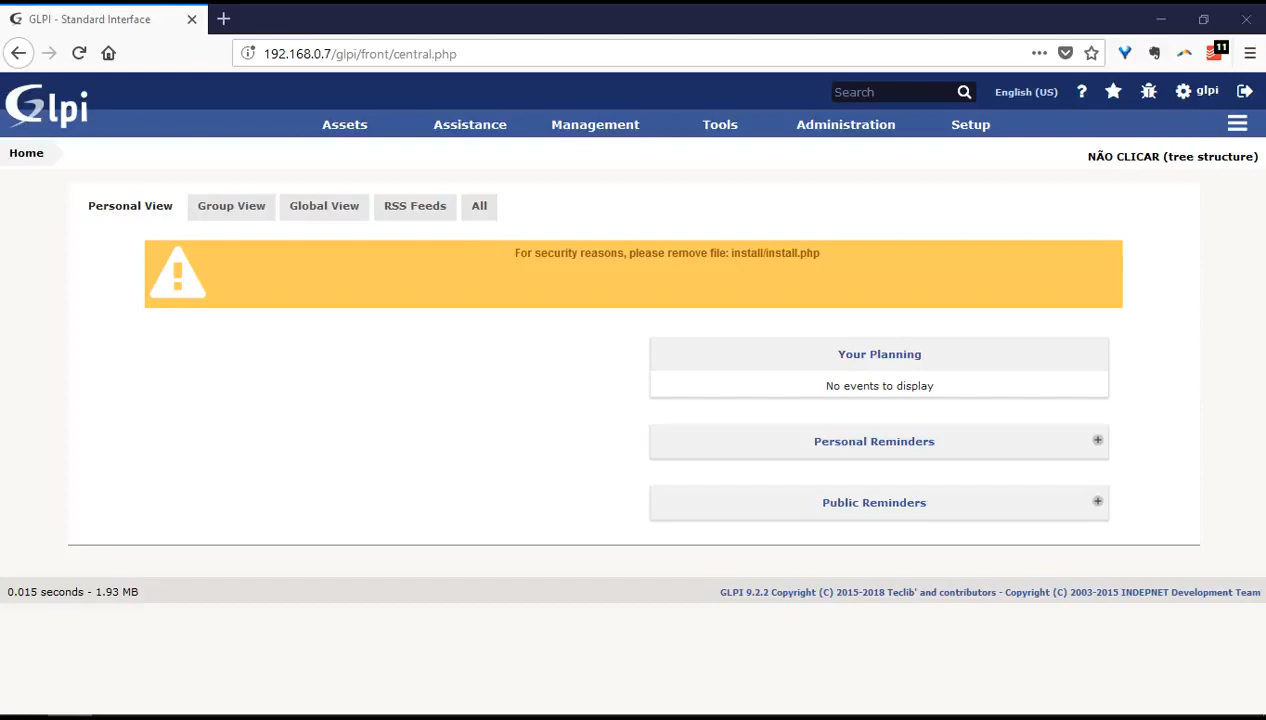 GLPI - Standard Interface
192.168.0.7/glpi/front/central.php
11
Glpi
Search
English (US)
?
glpi
Assets
Assistance
Management
Tools
Administration
Setup
Home
NÃO CLICAR (tree structure)
Personal View
Group View
Global View
RSS Feeds
All
For security reasons, please remove file: install/install.php
Your Planning
No events to display
Personal Reminders
Public Reminders
0.015 seconds - 1.93 MB
GLPI 9.2.2 Copyright (C) 2015-2018 Teclib' and contributors - Copyright (C) 2003-2015 INDEPNET Development Team